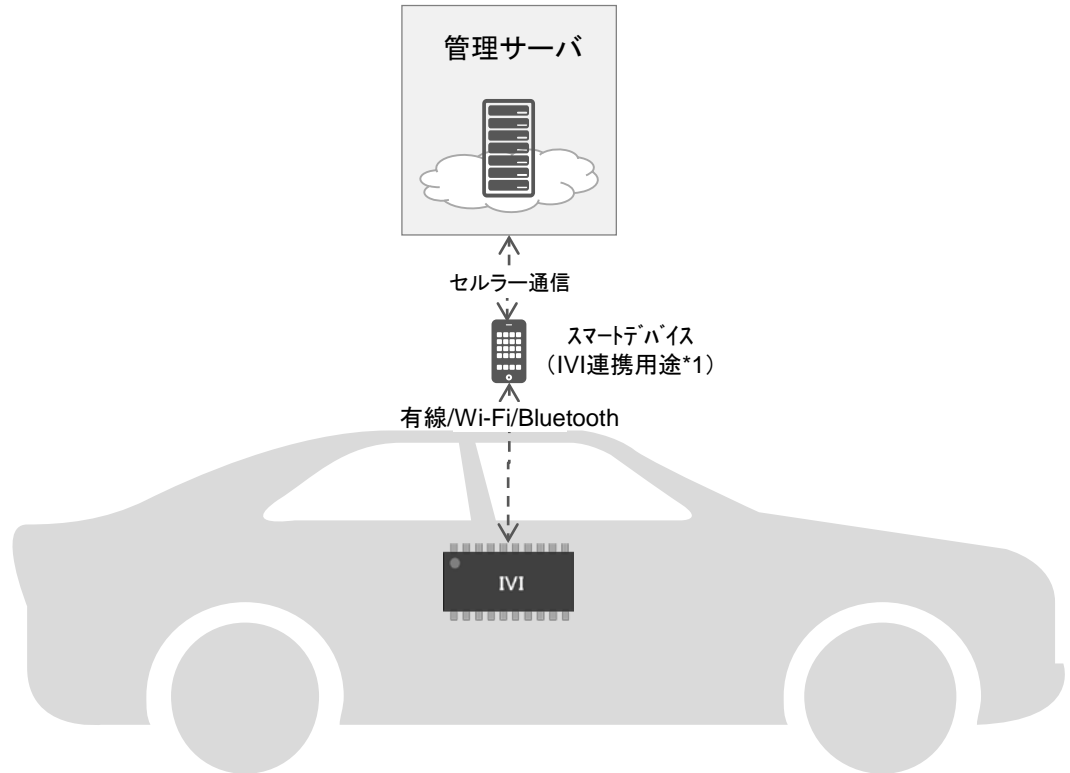 管理サーバ
セルラー通信
スマートデバイス
（IVI連携用途*1）
有線/Wi-Fi/Bluetooth
IVI